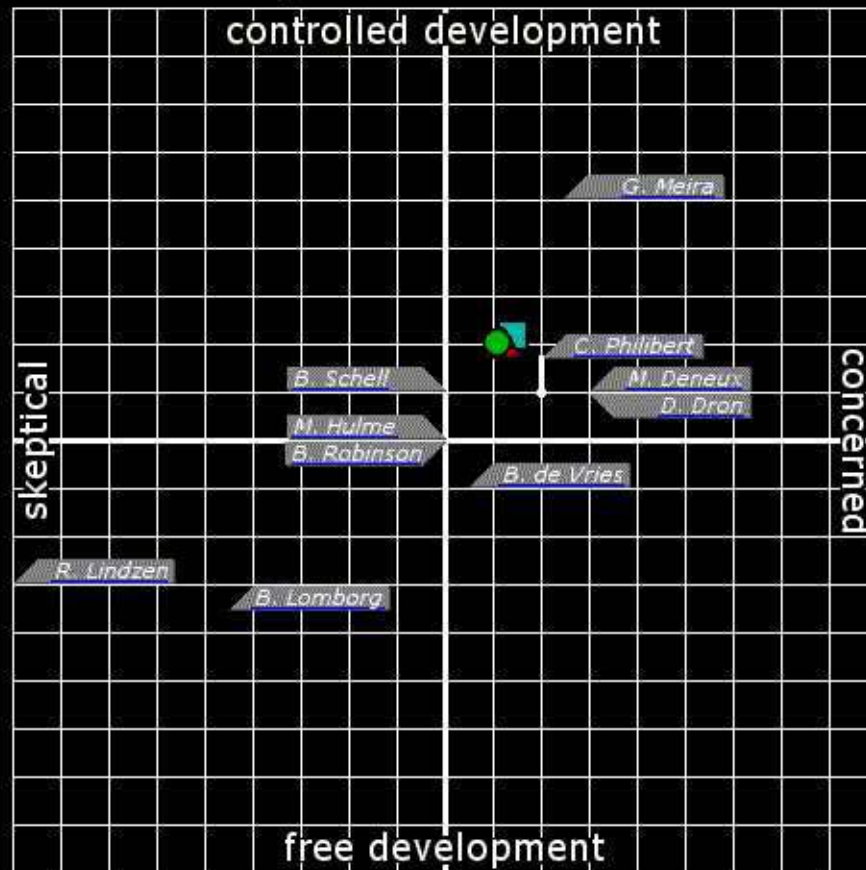 controlled development
G. Meira
C. Philibert
B. Schell
M. Deneux
D. Dron
M. Hulme
B. Robinson
B. de Vries
skeptical
concerned
R. Lindzen
B. Lomborg
free development